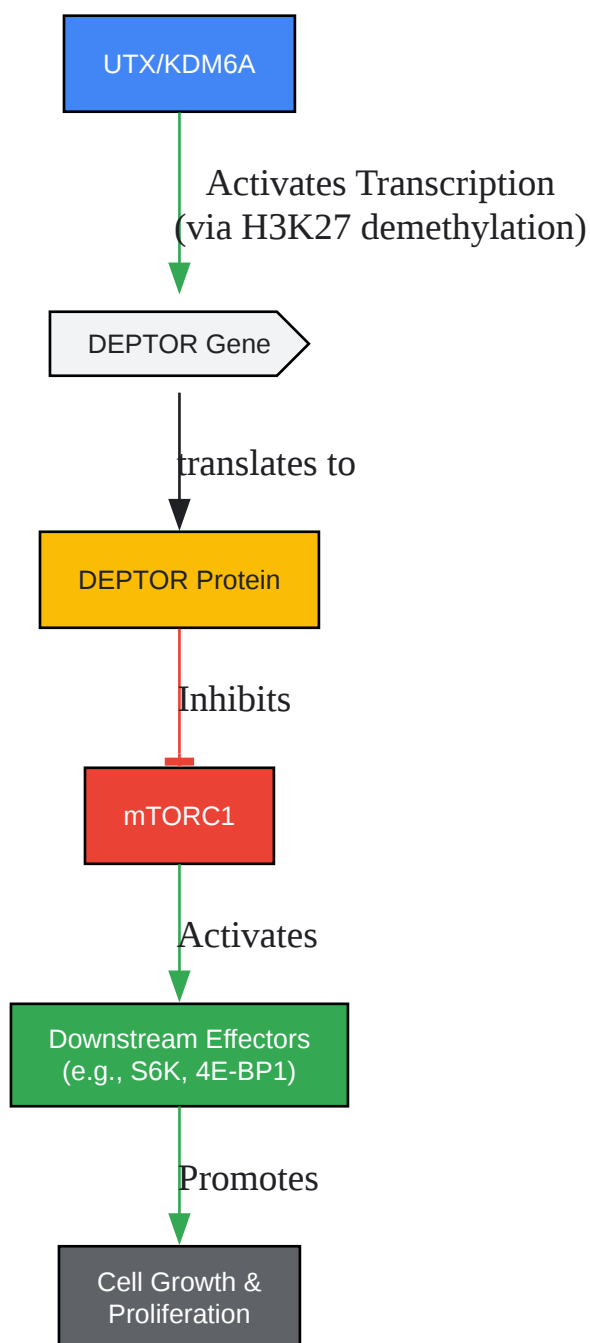 UTX/KDM6A
Activates Transcription
(via H3K27 demethylation)
DEPTOR Gene
translates to
DEPTOR Protein
Inhibits
mTORC1
Activates
Downstream Effectors
(e.g., S6K, 4E-BP1)
Promotes
Cell Growth &
Proliferation